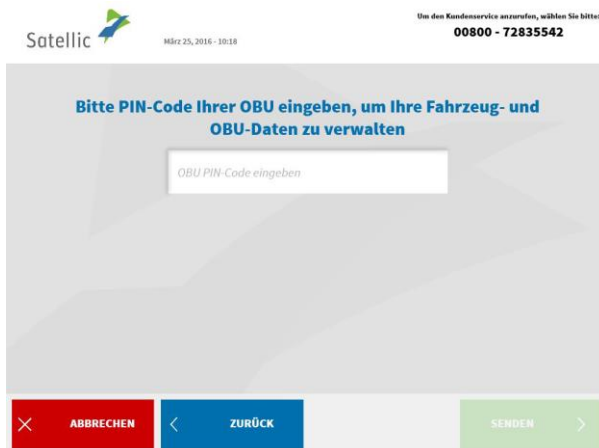 Satellic
März 25, 2016 - 10:18
Um den Kundenservice anzurufen, wählen Sie bitte:
00800 - 72835542
Bitte PIN-Code Ihrer OBU eingeben, um Ihre Fahrzeug- und
OBU-Daten zu verwalten
OBU PIN-Code eingeben
ABBRECHEN
ZURÜCK
SENDEN